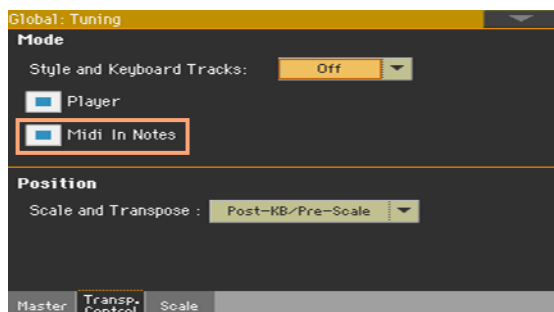 Global: Tuning
Mode
Style and Keyboard Tracks: Off
Player
Midi In Notes
Position
Scale and Transpose : Post-KB/Pre-Scale
Master Transp. Control Scale